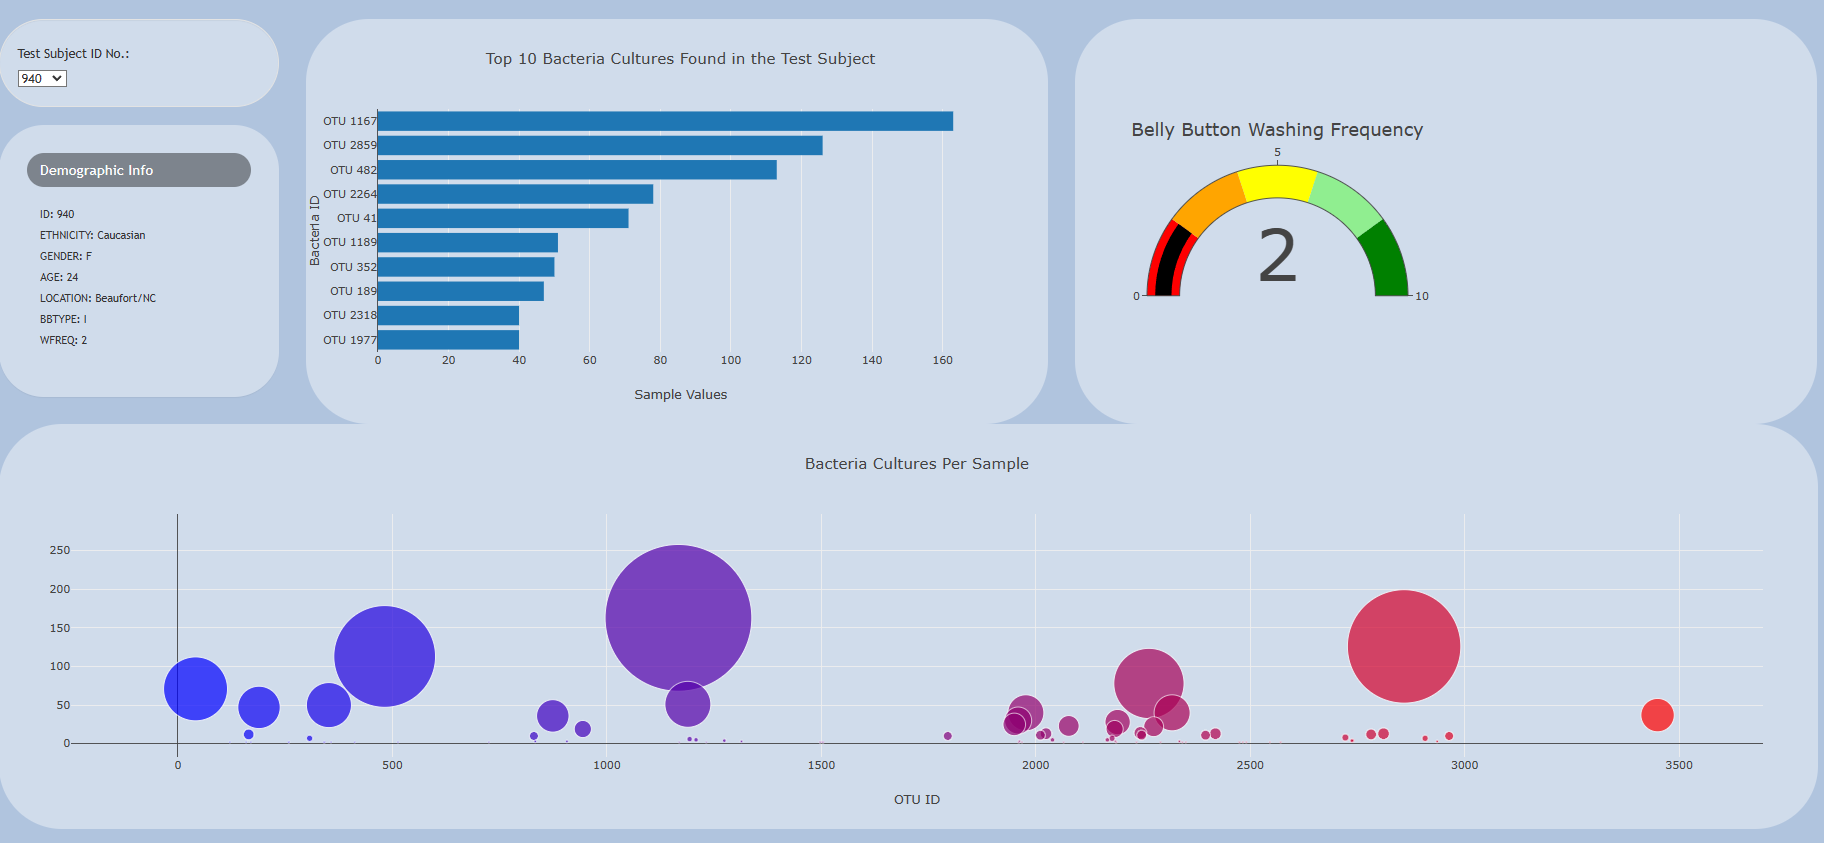 Test Subject ID No.:
940
Demographic Info
ID: 940
ETHNICITY: Caucasian
GENDER: F
AGE: 24
LOCATION: Beaufort/NC
BBTYPE: I
WFREQ: 2
Top 10 Bacteria Cultures Found in the Test Subject
Bacteria ID
OTU 1167
OTU 2859
OTU 482
OTU 2264
OTU 41
OTU 1189
OTU 352
OTU 189
OTU 2318
OTU 1977
0 20 40 60 80 100 120 140 160
Sample Values
Belly Button Washing Frequency
5
2
0 10
Bacteria Cultures Per Sample
250
200
150
100
50
0
0 500 1000 1500 2000 2500 3000 3500
OTU ID